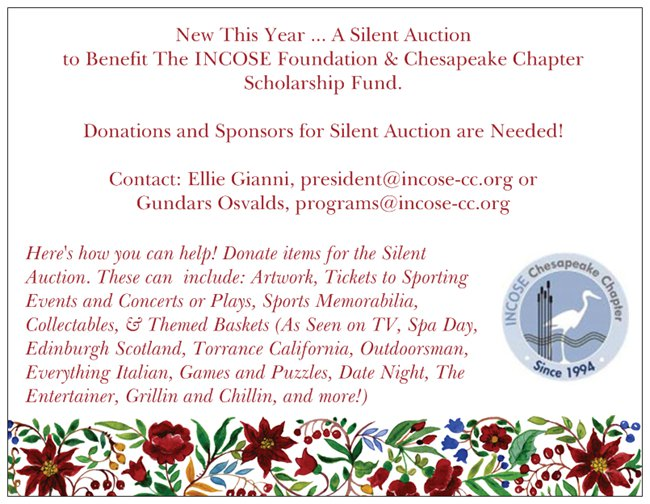 New This Year ... A Silent Auction
to Benefit The INCOSE Foundation & Chesapeake Chapter
Scholarship Fund.
Donations and Sponsors for Silent Auction are Needed!
Contact: Ellie Gianni, president@incose-cc.org or
Gundars Osvalds, programs@incose-cc.org
Here's how you can help! Donate items for the Silent
Auction. These can  include: Artwork, Tickets to Sporting
Events and Concerts or Plays, Sports Memorabilia,
Collectables, & Themed Baskets (As Seen on TV, Spa Day,
Edinburgh Scotland, Torrance California, Outdoorsman,
Everything Italian, Games and Puzzles, Date Night, The
Entertainer, Grillin and Chillin, and more!)
INCOSE Chesapeake Chapter
· Since 1994 ·